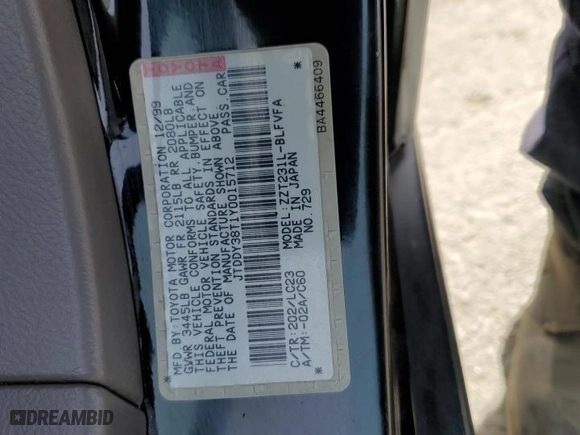 TOYOTA
MFD. BY: TOYOTA MOTOR CORPORATION 12/99
GVWR 3445LB GAWR FR 2115LB RR 2080LB
THIS VEHICLE CONFORMS TO ALL APPLICABLE
FEDERAL MOTOR VEHICLE SAFETY, BUMPER, AND
THEFT PREVENTION STANDARDS IN EFFECT ON
THE DATE OF MANUFACTURE SHOWN ABOVE.
JTDDY38T1Y0015712 PASS. CAR
C/TR: 202/LC23 MODEL: ZZT231L-BLFVFA
A/TM: -02A/C60 MADE IN JAPAN
NO. 729
BA4466409
DREAMBID